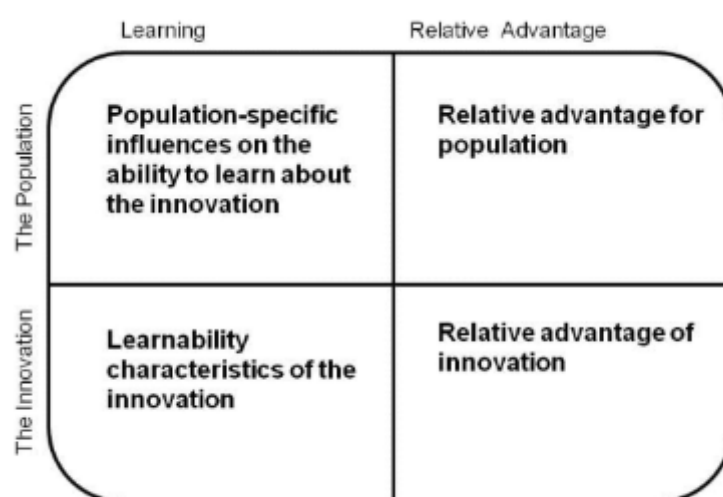 Learning
Relative Advantage
The Population
Population-specific
influences on the
ability to learn about
the innovation
Relative advantage for
population
The Innovation
Learnability
characteristics of the
innovation
Relative advantage of
innovation